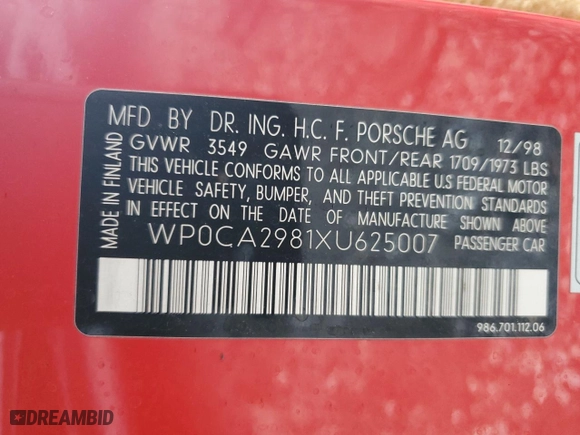 MFD. BY DR. ING. H.C. F. PORSCHE AG 12/98
GVWR 3549 GAWR FRONT/REAR 1709/1973 LBS
THIS VEHICLE CONFORMS TO ALL APPLICABLE U.S FEDERAL MOTOR
VEHICLE SAFETY, BUMPER, AND THEFT PREVENTION STANDARDS
IN EFFECT ON THE DATE OF MANUFACTURE SHOWN ABOVE
WP0CA2981XU625007 PASSENGER CAR
MADE IN FINLAND
986.701.112.06
DREAMBID